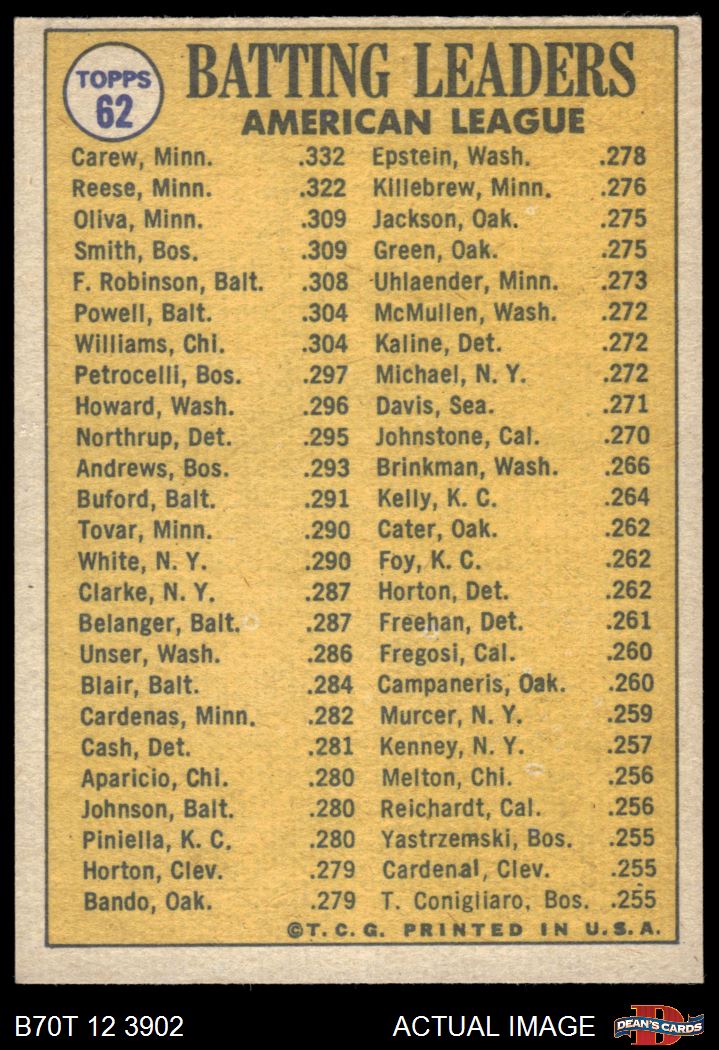 TOPPS
62
BATTING LEADERS
AMERICAN LEAGUE
Carew, Minn. .332 Epstein, Wash. .278
Reese, Minn. .322 Killebrew, Minn. .276
Oliva, Minn. .309 Jackson, Oak. .275
Smith, Bos. .309 Green, Oak. .275
F. Robinson, Balt. .308 Uhlaender, Minn. .273
Powell, Balt. .304 McMullen, Wash. .272
Williams, Chi. .304 Kaline, Det. .272
Petrocelli, Bos. .297 Michael, N. Y. .272
Howard, Wash. .296 Davis, Sea. .271
Northrup, Det. .295 Johnstone, Cal. .270
Andrews, Bos. .293 Brinkman, Wash. .266
Buford, Balt. .291 Kelly, K. C. .264
Tovar, Minn. .290 Cater, Oak. .262
White, N. Y. .290 Foy, K. C. .262
Clarke, N. Y. .287 Horton, Det. .262
Belanger, Balt. .287 Freehan, Det. .261
Unser, Wash. .286 Fregosi, Cal. .260
Blair, Balt. .284 Campaneris, Oak. .260
Cardenas, Minn. .282 Murcer, N. Y. .259
Cash, Det. .281 Kenney, N. Y. .257
Aparicio, Chi. .280 Melton, Chi. .256
Johnson, Balt. .280 Reichardt, Cal. .256
Piniella, K. C. .280 Yastrzemski, Bos. .255
Horton, Clev. .279 Cardenal, Clev. .255
Bando, Oak. .279 T. Conigliaro, Bos. .255
©T. C. G. PRINTED IN U.S.A.
B70T 12 3902 ACTUAL IMAGE DEAN'S CARDS